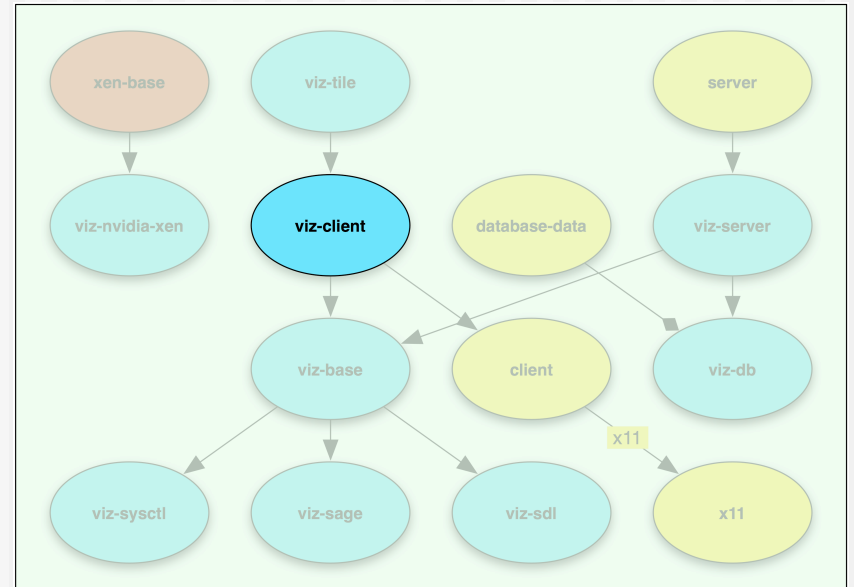 xen-base
viz-tile
server
viz-nvidia-xen
viz-client
database-data
viz-server
viz-base
client
viz-db
x11
viz-sysctl
viz-sage
viz-sdl
x11